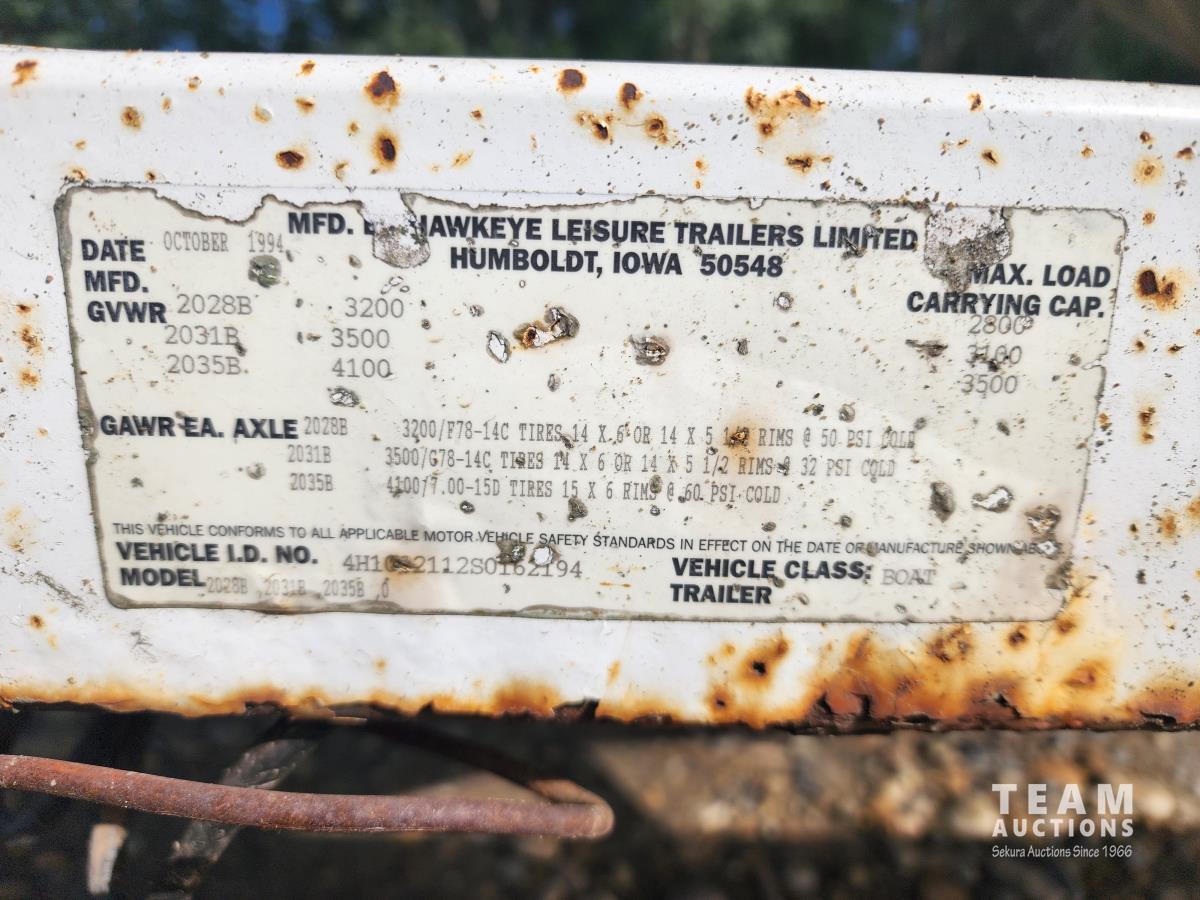 MFD. HAWKEYE LEISURE TRAILERS LIMITED
HUMBOLDT, IOWA 50548
DATE MFD. OCTOBER 1994
MAX. LOAD
CARRYING CAP.
GVWR 2028B 3200 2800
2031B 3500 3100
2035B 4100 3500
GAWR EA. AXLE 2028B 3200/F78-14C TIRES 14 X 6 OR 14 X 5 1/2 RIMS @ 50 PSI COLD
2031B 3500/G78-14C TIRES 14 X 6 OR 14 X 5 1/2 RIMS @ 32 PSI COLD
2035B 4100/7.00-15D TIRES 15 X 6 RIMS @ 60 PSI COLD
THIS VEHICLE CONFORMS TO ALL APPLICABLE MOTOR VEHICLE SAFETY STANDARDS IN EFFECT ON THE DATE OF MANUFACTURE SHOWN
VEHICLE I.D. NO.
VEHICLE CLASS: BOAT
MODEL 2028B ,2031B ,2035B ,0
TRAILER
TEAM
AUCTIONS
Sekura Auctions Since 1966